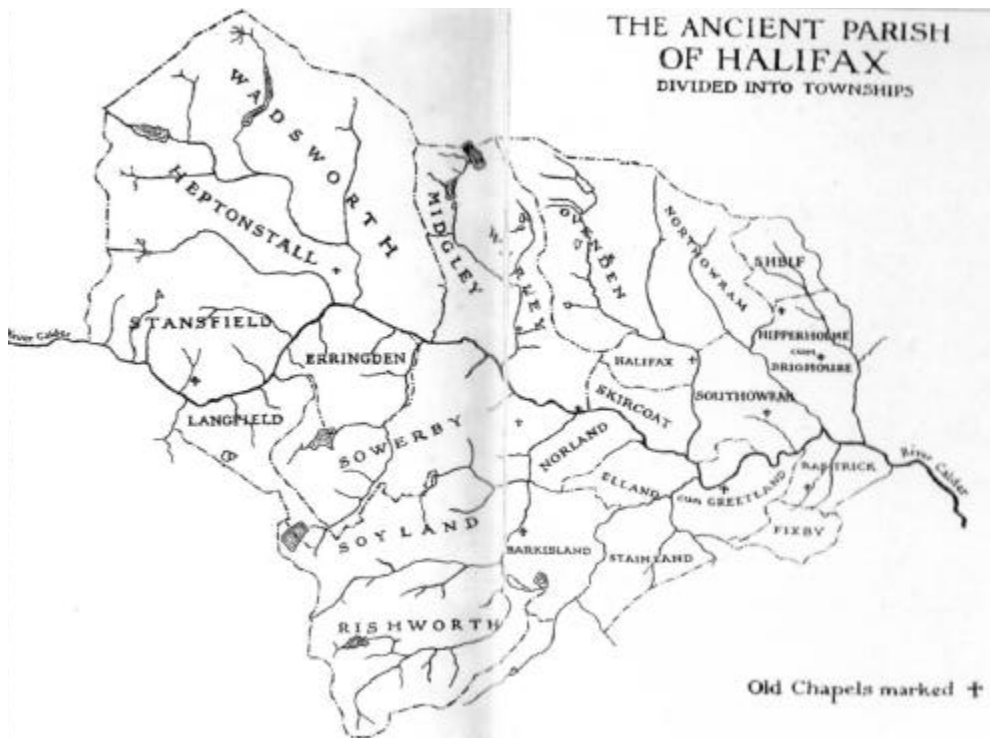 THE ANCIENT PARISH
OF HALIFAX
DIVIDED INTO TOWNSHIPS
WADSWORTH
HEPTONSTALL
MIDGLEY
OVENDEN
NORTHOWRAM
SHELF
STANSFIELD
River Calder
ERRINGDEN
HALIFAX
HIPPERHOLME
cum
BRIGHOUSE
LANGFIELD
SKIRCOAT
SOUTHOWRAM
SOWERBY
NORLAND
RASTRICK
River Calder
ELLAND cum GREETLAND
SOYLAND
FIXBY
BARKISLAND
STAINLAND
RISHWORTH
Old Chapels marked ✝